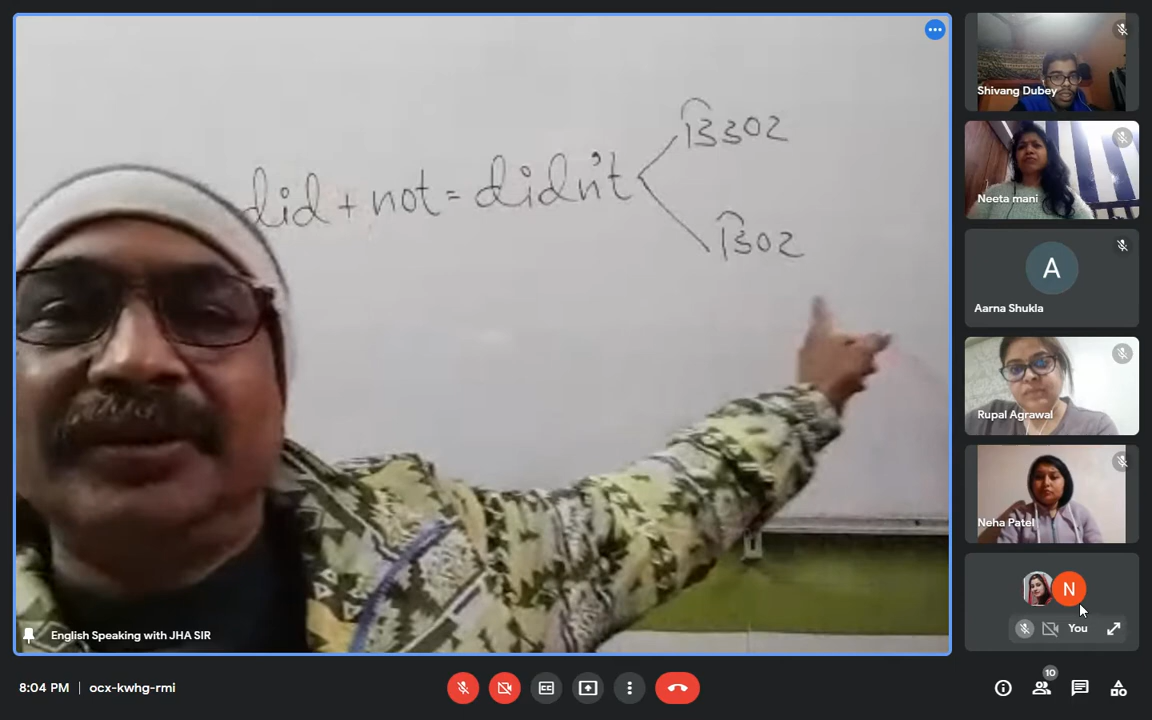 did + not = didn't
English Speaking with JHA SIR
Shivang Dubey
Neeta mani
A
Aarna Shukla
Rupal Agrawal
Neha Patel
N
You
8:04 PM | ocx-kwhg-rmi
CC
10